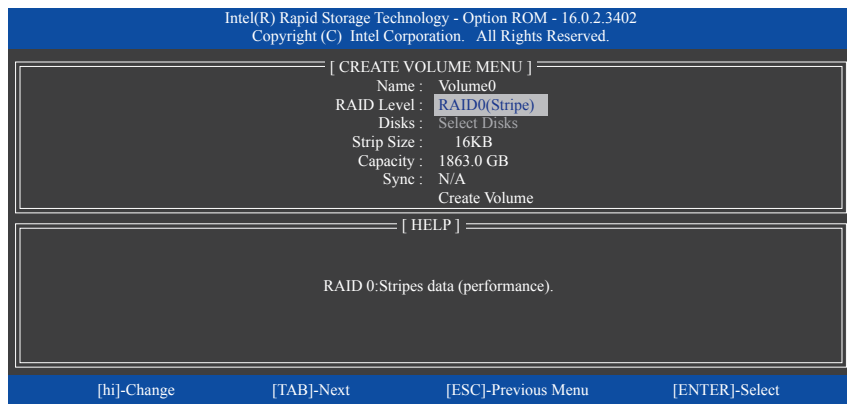 Intel(R) Rapid Storage Technology - Option ROM - 16.0.2.3402
Copyright (C) Intel Corporation. All Rights Reserved.
[ CREATE VOLUME MENU ]
Name : Volume0
RAID Level : RAID0(Stripe)
Disks : Select Disks
Strip Size : 16KB
Capacity : 1863.0 GB
Sync : N/A
Create Volume
[ HELP ]
RAID 0:Stripes data (performance).
[hi]-Change [TAB]-Next [ESC]-Previous Menu [ENTER]-Select